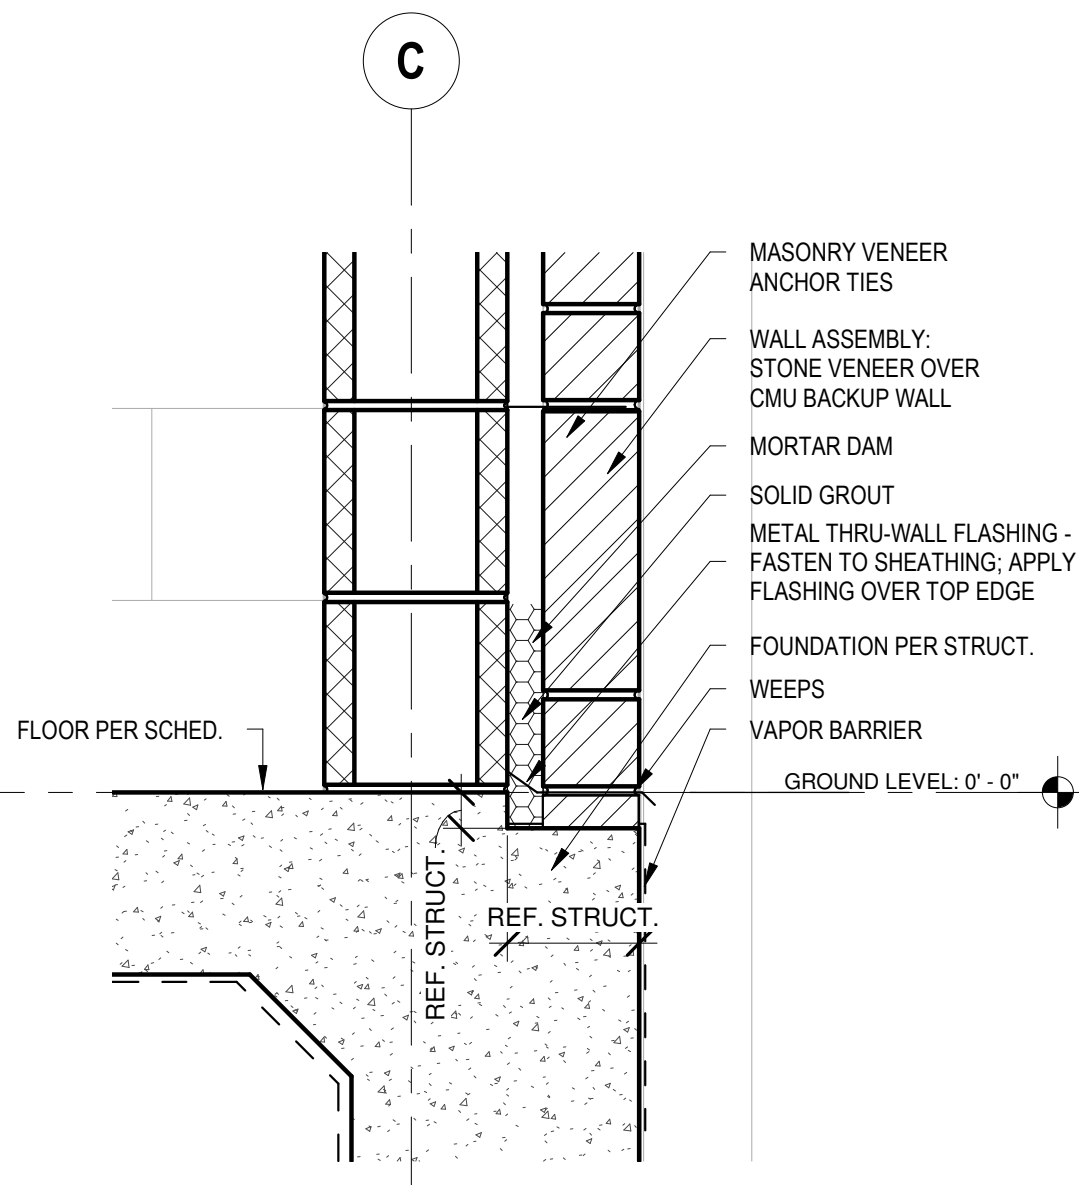 C
MASONRY VENEER
ANCHOR TIES
WALL ASSEMBLY:
STONE VENEER OVER
CMU BACKUP WALL
MORTAR DAM
SOLID GROUT
METAL THRU-WALL FLASHING -
FASTEN TO SHEATHING; APPLY
FLASHING OVER TOP EDGE
FOUNDATION PER STRUCT.
WEEPS
FLOOR PER SCHED.
VAPOR BARRIER
GROUND LEVEL: 0' - 0"
REF. STRUCT.
REF. STRUCT.